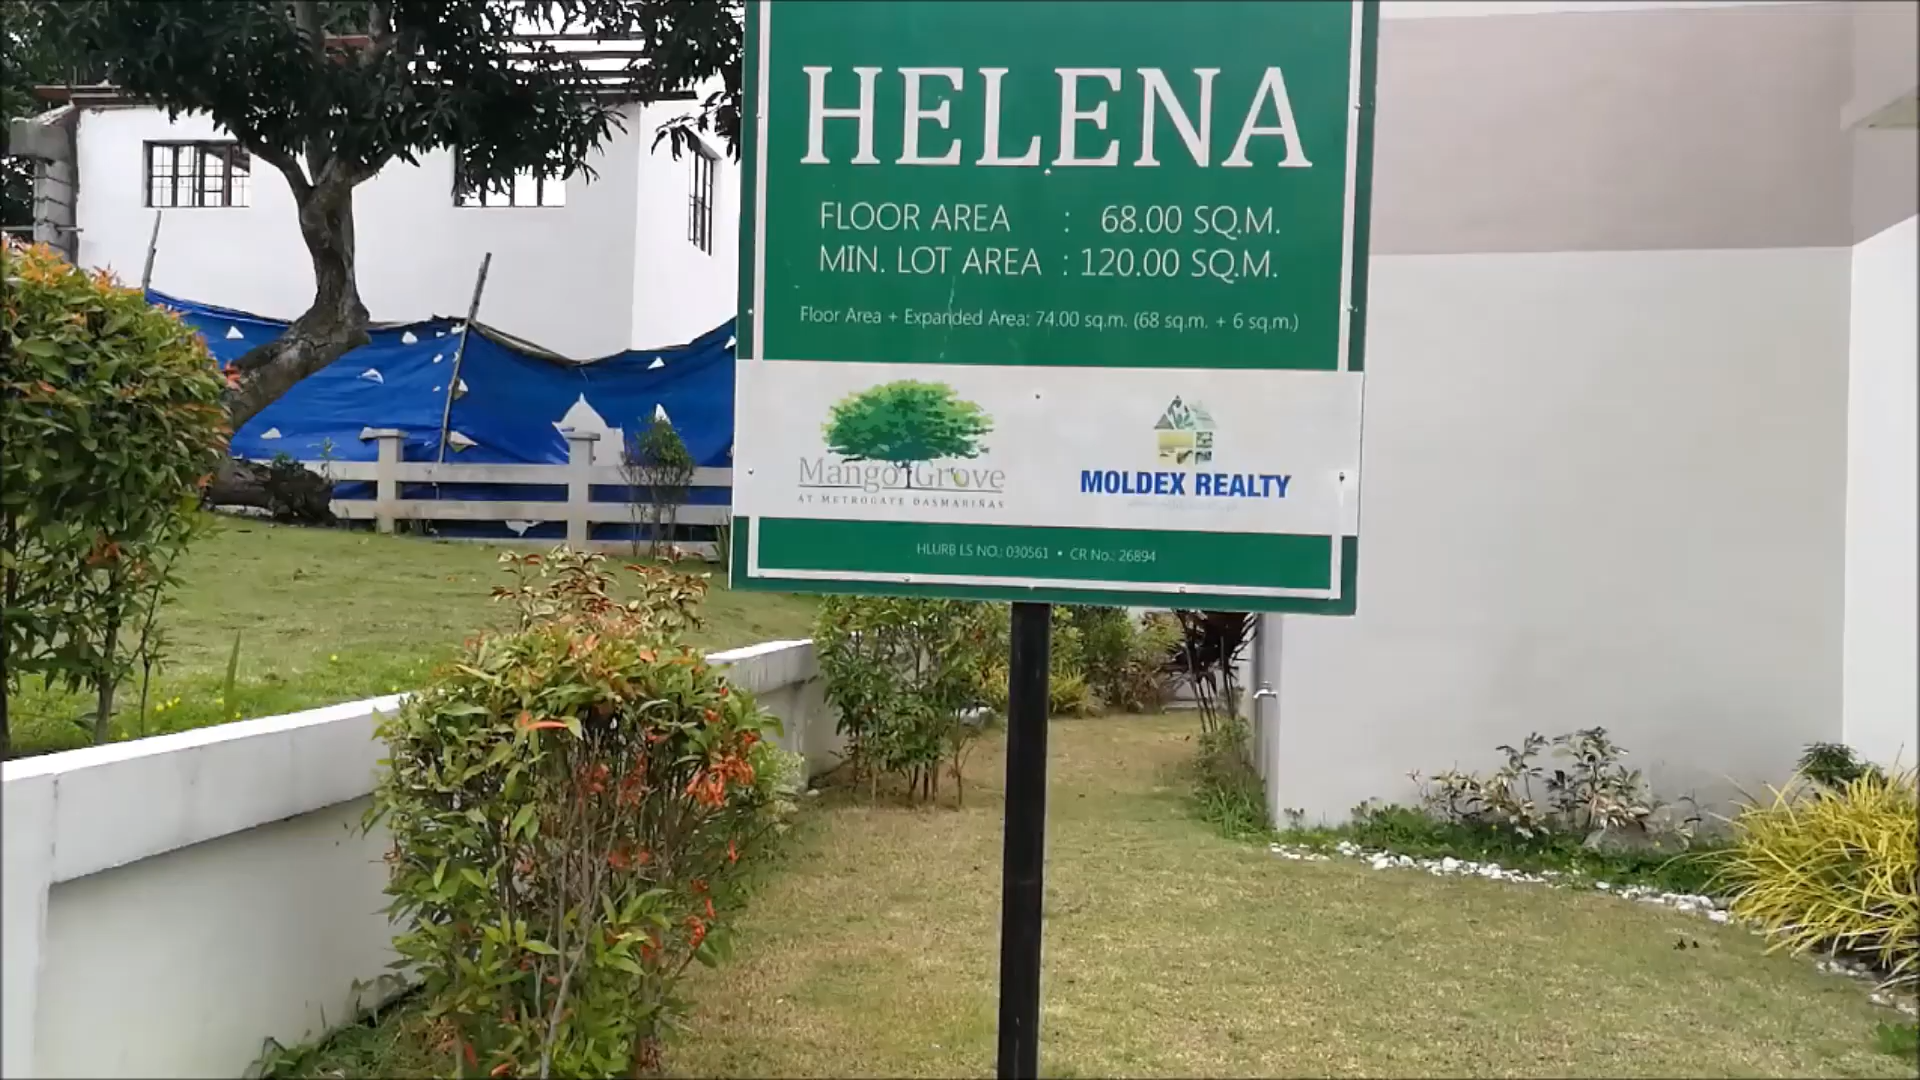 HELENA
FLOOR AREA : 68.00 SQ.M.
MIN. LOT AREA : 120.00 SQ.M.
Floor Area + Expanded Area: 74.00 sq.m. (68 sq.m. + 6 sq.m.)
Mango Grove
AT METROGATE DASMARIÑAS
MOLDEX REALTY
HLURB LS NO.: 030561 • CR No.: 26894